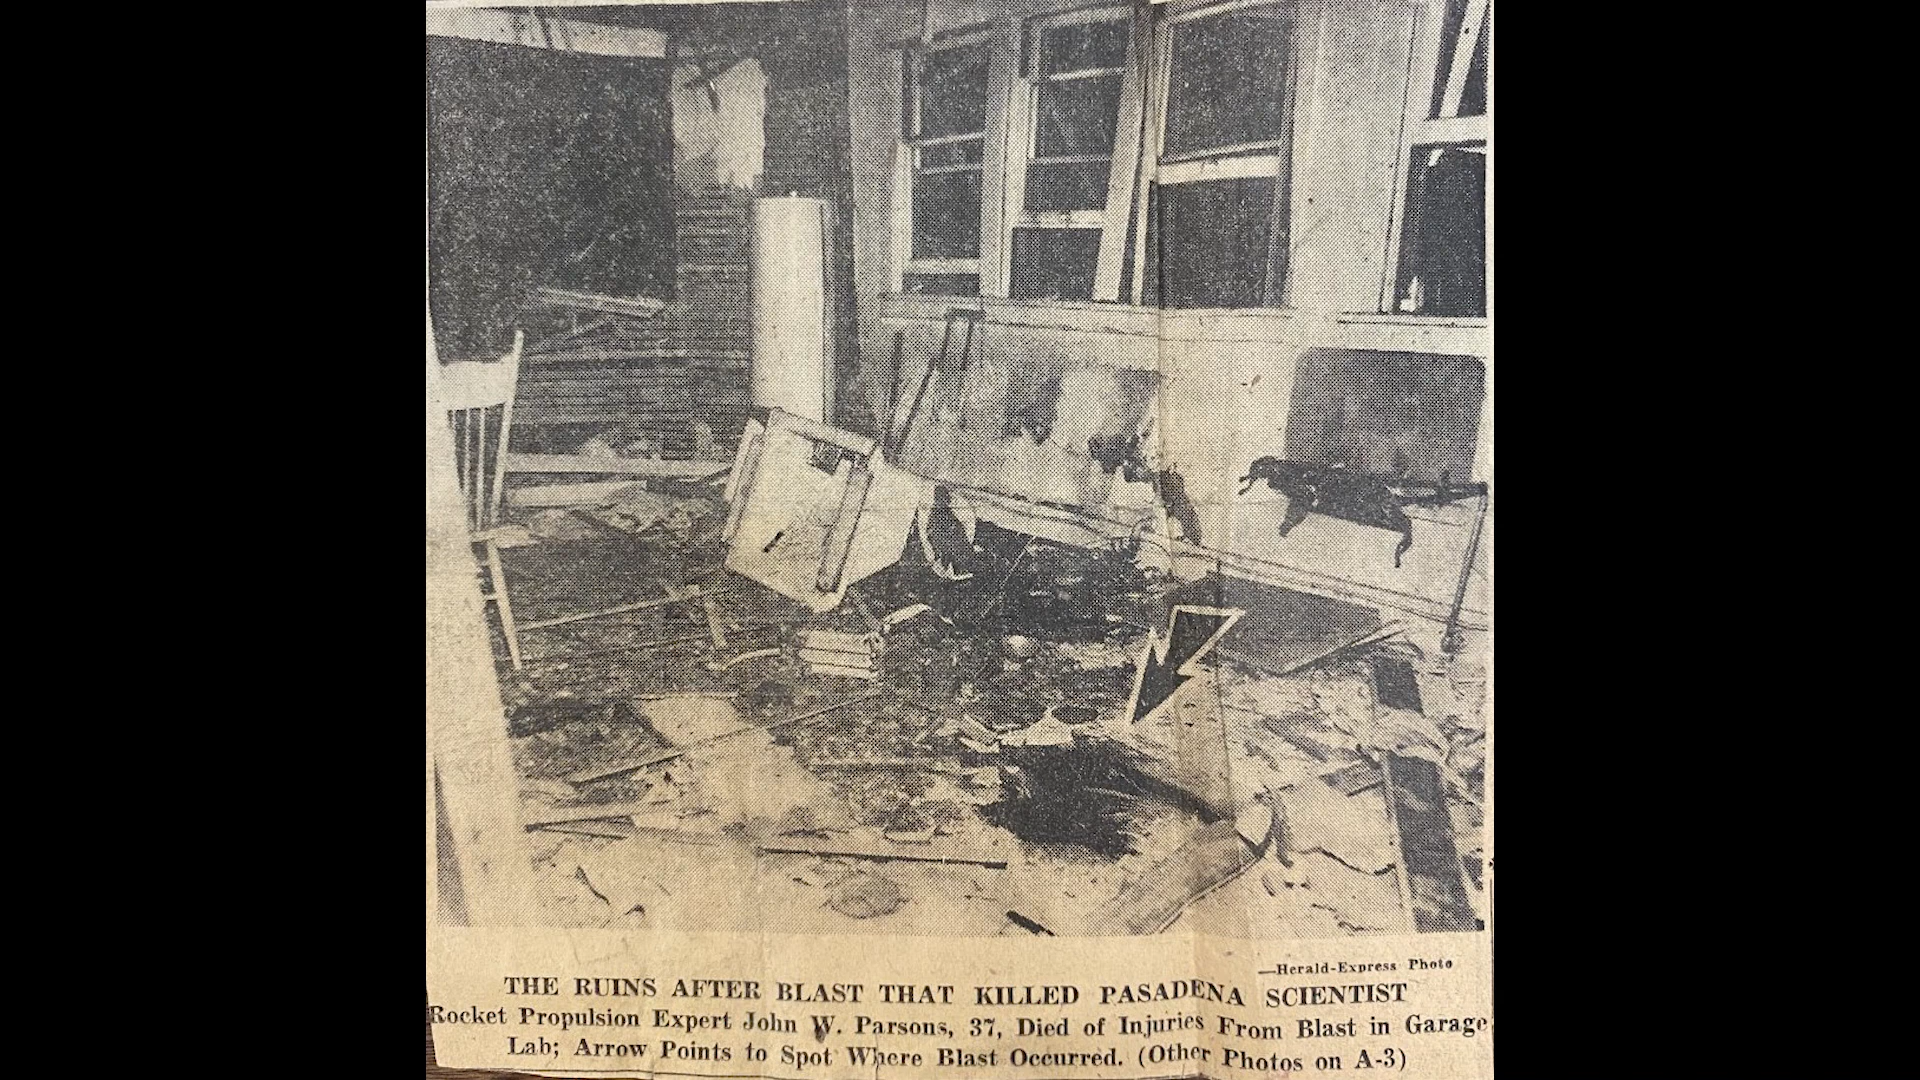 —Herald-Express Photo
THE RUINS AFTER BLAST THAT KILLED PASADENA SCIENTIST
Rocket Propulsion Expert John W. Parsons, 37, Died of Injuries From Blast in Garage
Lab; Arrow Points to Spot Where Blast Occurred. (Other Photos on A-3)